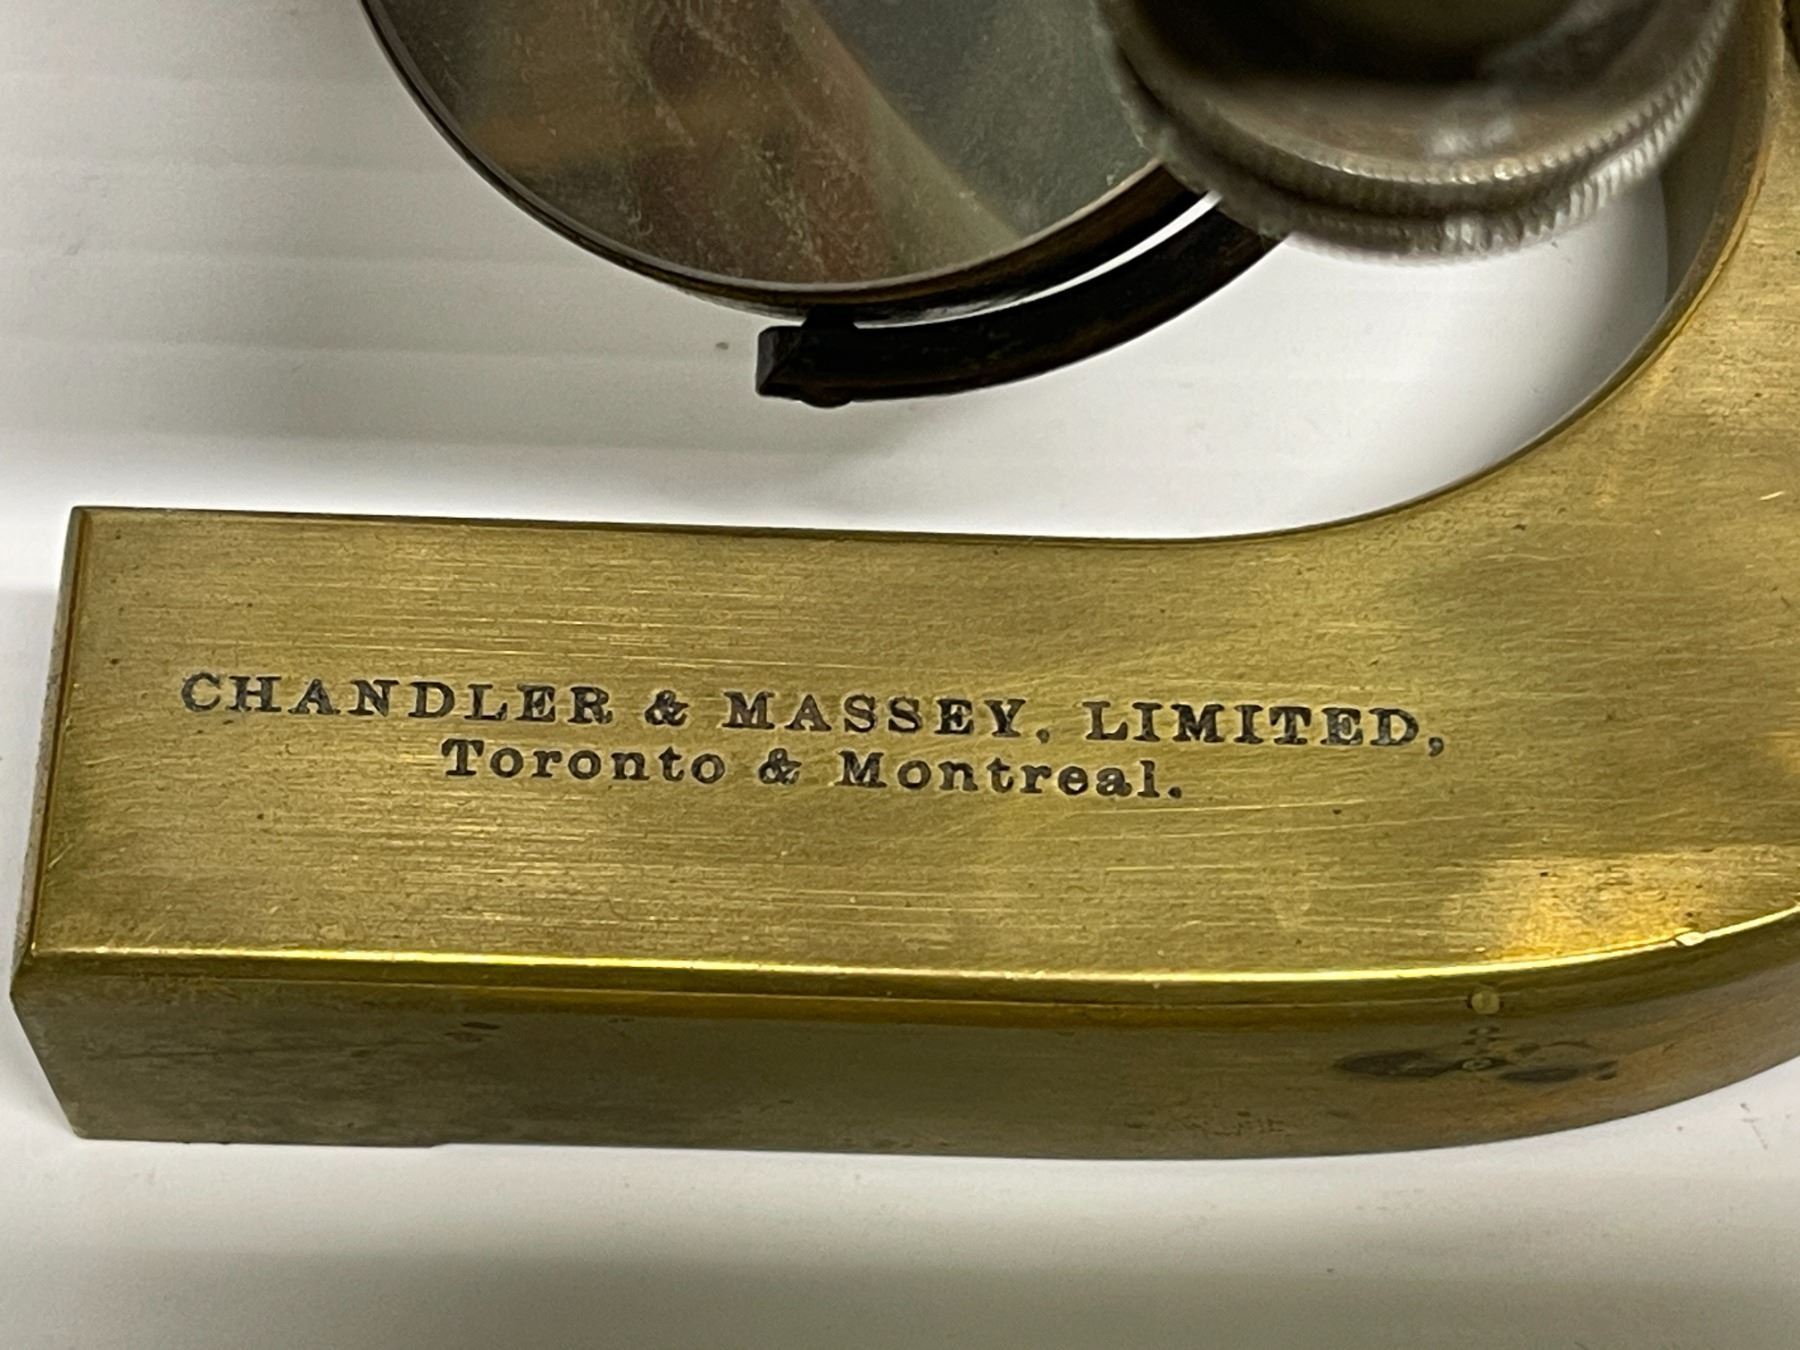 CHANDLER & MASSEY, LIMITED,
Toronto & Montreal.